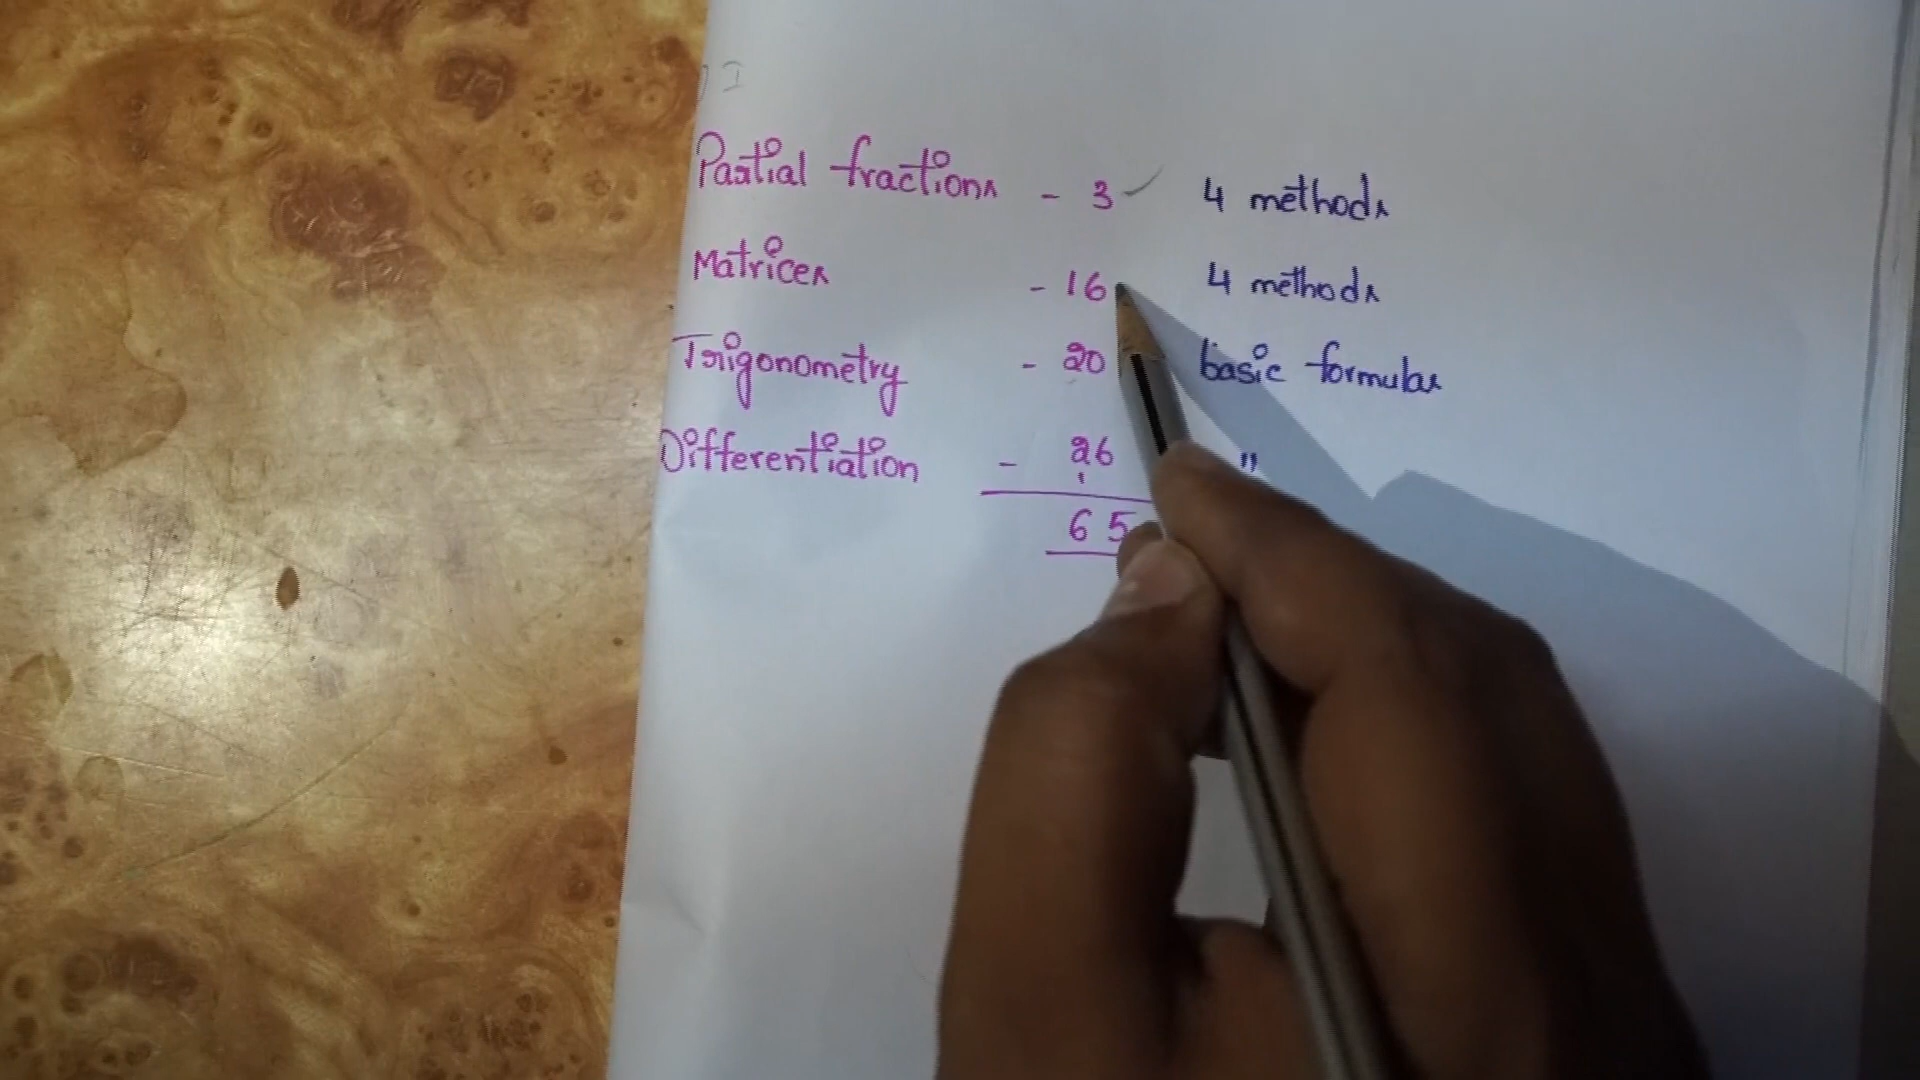 Partial fractions - 3 ✓ 4 methods
Matrices - 16 4 methods
Trigonometry - 20 basic formulas
Differentiation - 26 "
65